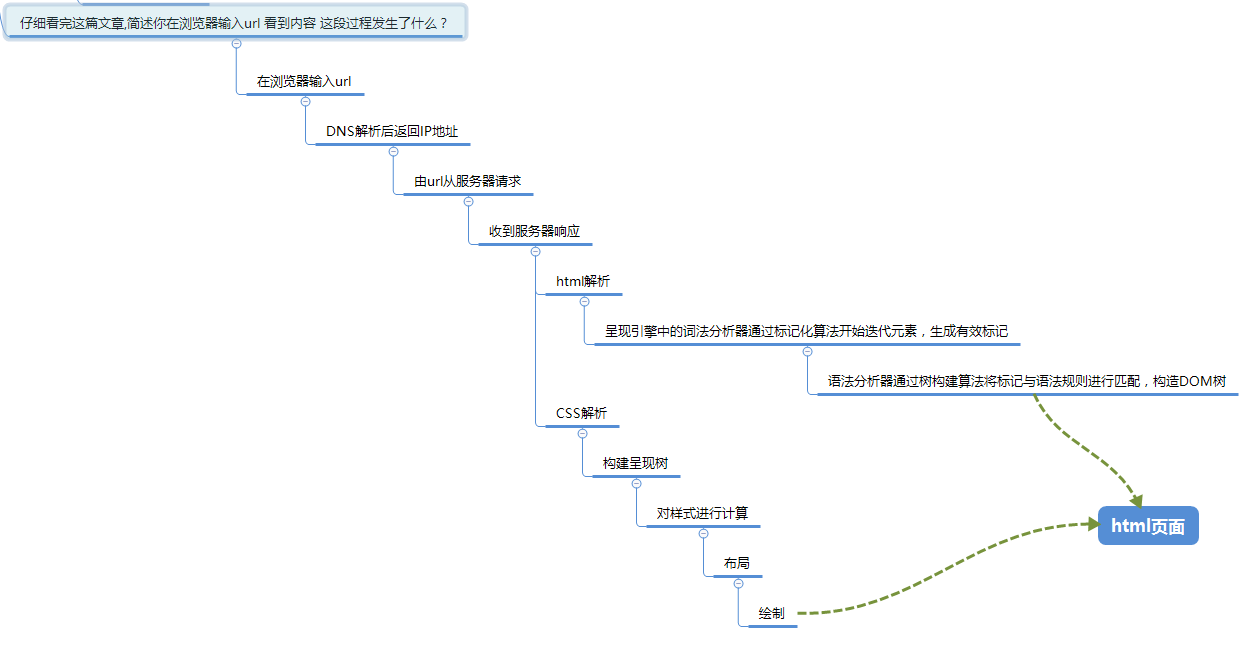 仔细看完这篇文章,简述你在浏览器输入url 看到内容 这段过程发生了什么？
在浏览器输入url
DNS解析后返回IP地址
由url从服务器请求
收到服务器响应
html解析
呈现引擎中的词法分析器通过标记化算法开始迭代元素，生成有效标记
语法分析器通过树构建算法将标记与语法规则进行匹配，构造DOM树
CSS解析
构建呈现树
对样式进行计算
html页面
布局
绘制